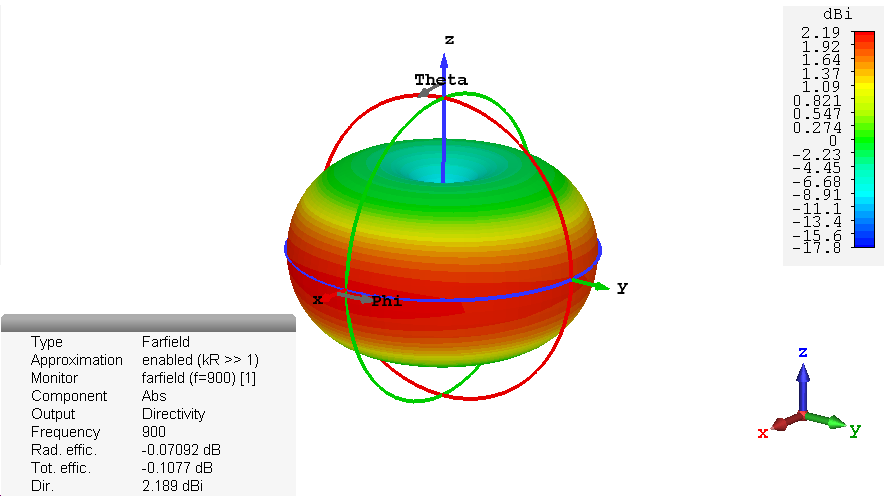 dBi
2.19
1.92
1.64
1.37
1.09
0.821
0.547
0.274
0
-2.23
-4.45
-6.68
-8.91
-11.1
-13.4
-15.6
-17.8
z
Theta
y
x
Phi
Type Farfield
Approximation enabled (kR >> 1)
Monitor farfield (f=900) [1]
Component Abs
Output Directivity
Frequency 900
Rad. effic. -0.07092 dB
Tot. effic. -0.1077 dB
Dir. 2.189 dBi
z
x
y